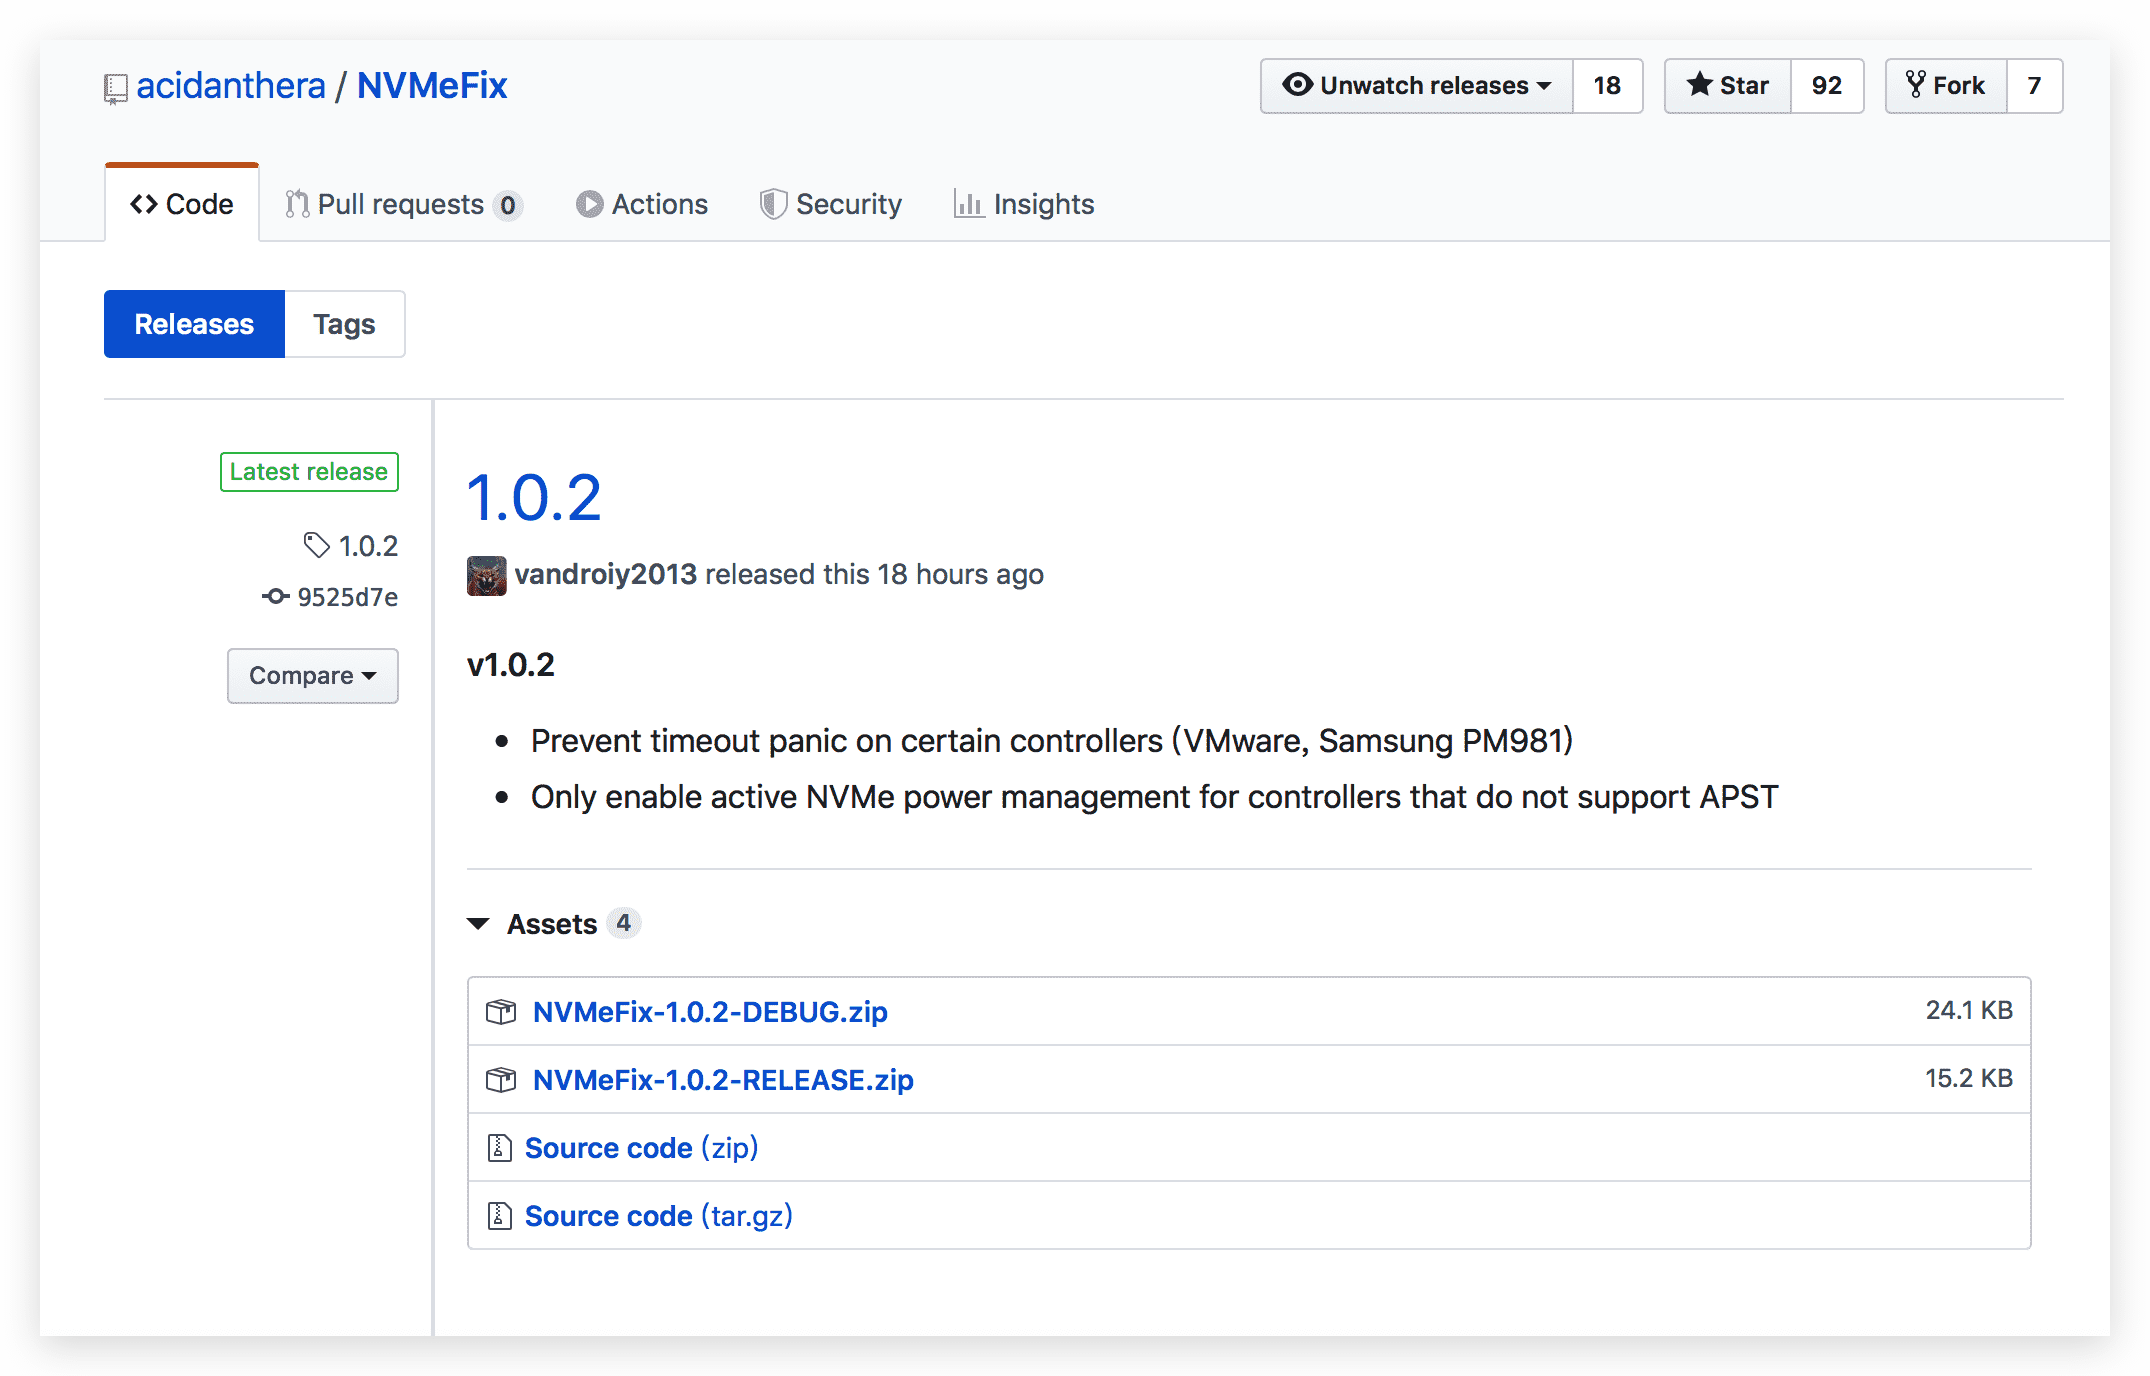 acidanthera / NVMeFix
Unwatch releases 18 Star 92 Fork 7
Code Pull requests 0 Actions Security Insights
Releases Tags
Latest release
1.0.2
9525d7e
Compare
1.0.2
vandroiy2013 released this 18 hours ago
v1.0.2
• Prevent timeout panic on certain controllers (VMware, Samsung PM981)
• Only enable active NVMe power management for controllers that do not support APST
Assets 4
NVMeFix-1.0.2-DEBUG.zip 24.1 KB
NVMeFix-1.0.2-RELEASE.zip 15.2 KB
Source code (zip)
Source code (tar.gz)